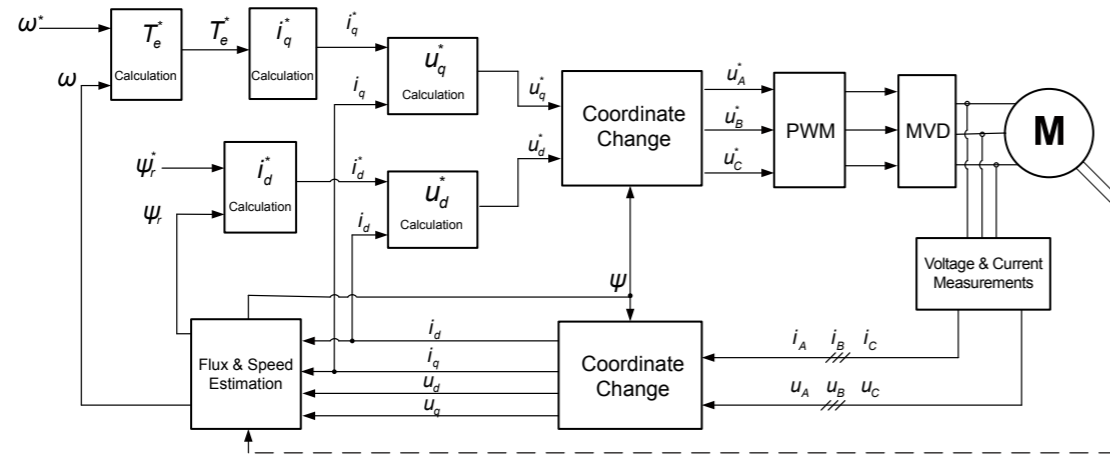 ω*
T*e
Calculation
T*e
i*q
Calculation
i*q
u*q
Calculation
u*q
Coordinate
Change
u*A
u*B
u*C
PWM
MVD
M
ω
iq
ψ*r
i*d
Calculation
i*d
u*d
Calculation
u*d
ψr
id
ψ
Voltage & Current
Measurements
Flux & Speed
Estimation
id
iq
ud
uq
Coordinate
Change
iA iB iC
uA uB uC